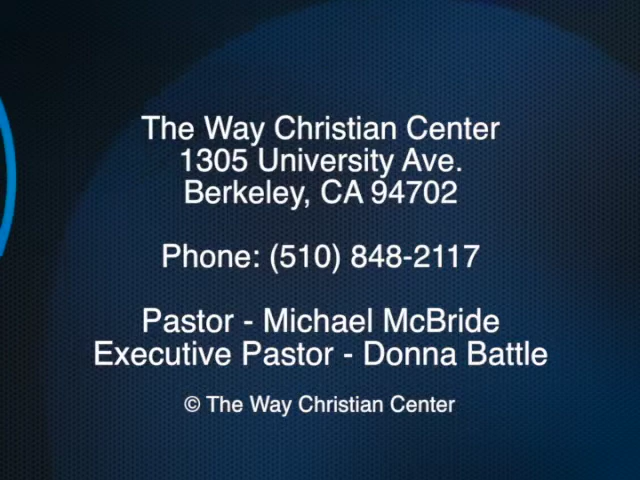 The Way Christian Center
1305 University Ave.
Berkeley, CA 94702
Phone: (510) 848-2117
Pastor - Michael McBride
Executive Pastor - Donna Battle
© The Way Christian Center